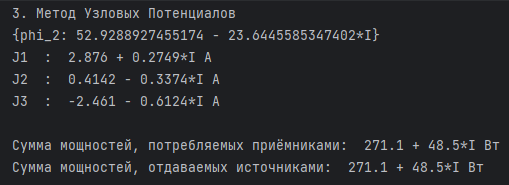 3. Метод Узловых Потенциалов
{phi_2: 52.9288927455174 - 23.6445585347402*I}
J1  :  2.876 + 0.2749*I А
J2  :  0.4142 - 0.3374*I А
J3  :  -2.461 - 0.6124*I А
Сумма мощностей, потребляемых приёмниками:  271.1 + 48.5*I Вт
Сумма мощностей, отдаваемых источниками:  271.1 + 48.5*I Вт